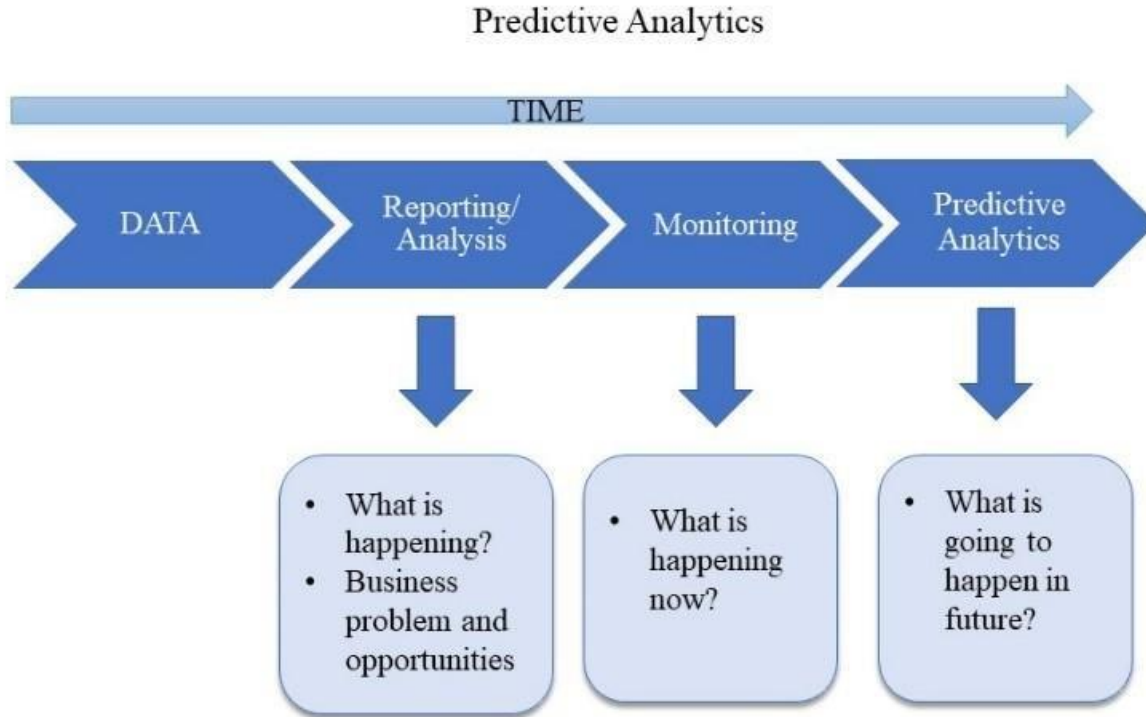 Predictive Analytics
TIME
DATA
Reporting/
Analysis
Monitoring
Predictive
Analytics
• What is
happening?
• Business
problem and
opportunities
• What is
happening
now?
• What is
going to
happen in
future?